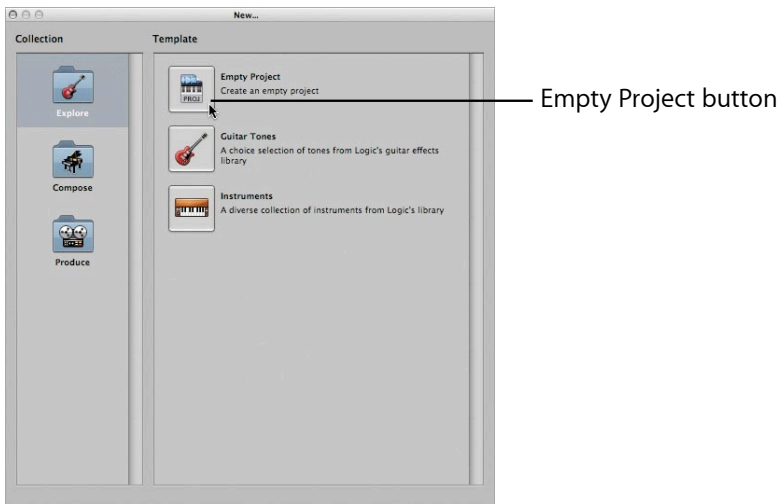 New...
Collection
Template
Explore
Compose
Produce
Empty Project
Create an empty project
PROJ
Guitar Tones
A choice selection of tones from Logic's guitar effects
library
Instruments
A diverse collection of instruments from Logic's library
Empty Project button